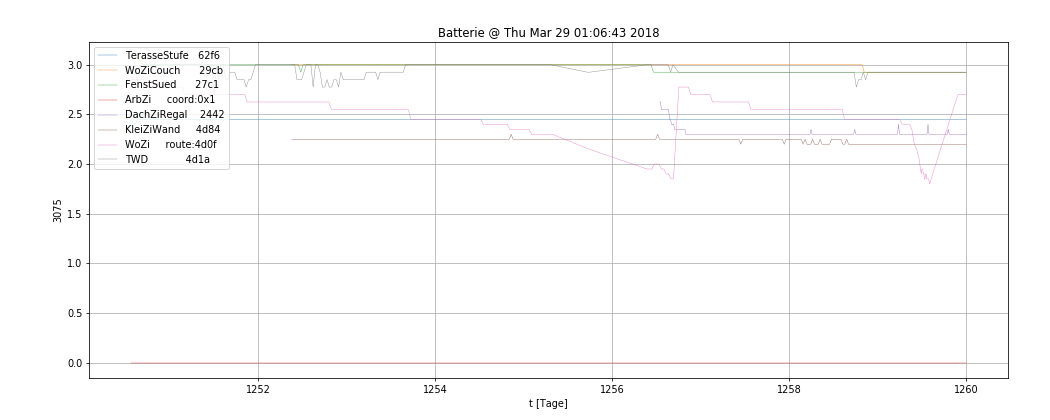 Batterie @ Thu Mar 29 01:06:43 2018
TerasseStufe 62f6
WoZiCouch 29cb
FenstSued 27c1
ArbZi coord:0x1
DachZiRegal 2442
KleiZiWand 4d84
WoZi route:4d0f
TWD 4d1a
3.0
2.5
2.0
1.5
1.0
0.5
0.0
3075
1252 1254 1256 1258 1260
t [Tage]